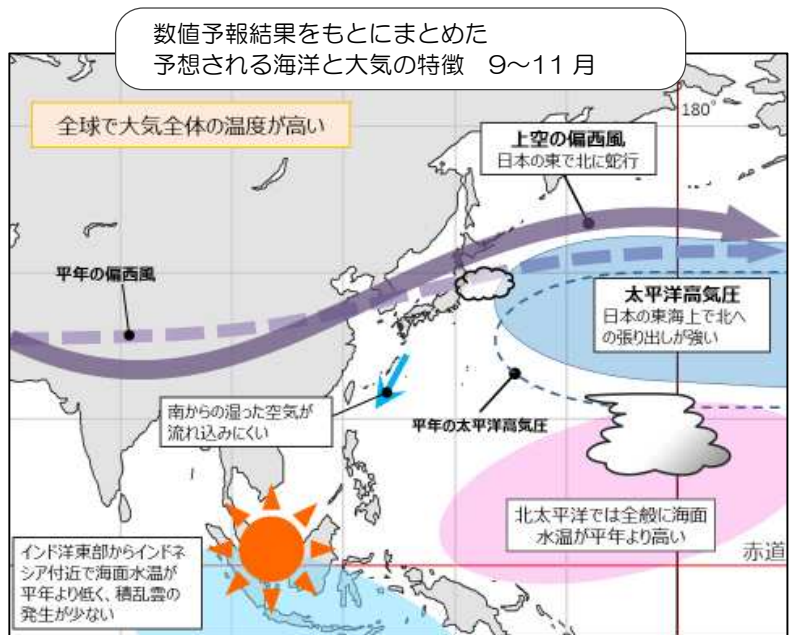 数値予報結果をもとにまとめた
予想される海洋と大気の特徴　9～11 月
180°
全球で大気全体の温度が高い
上空の偏西風
日本の東で北に蛇行
平年の偏西風
太平洋高気圧
日本の東海上で北へ
の張り出しが強い
南からの湿った空気が
流れ込みにくい
平年の太平洋高気圧
北太平洋では全般に海面
水温が平年より高い
赤道
インド洋東部からインドネ
シア付近で海面水温が
平年より低く、積乱雲の
発生が少ない